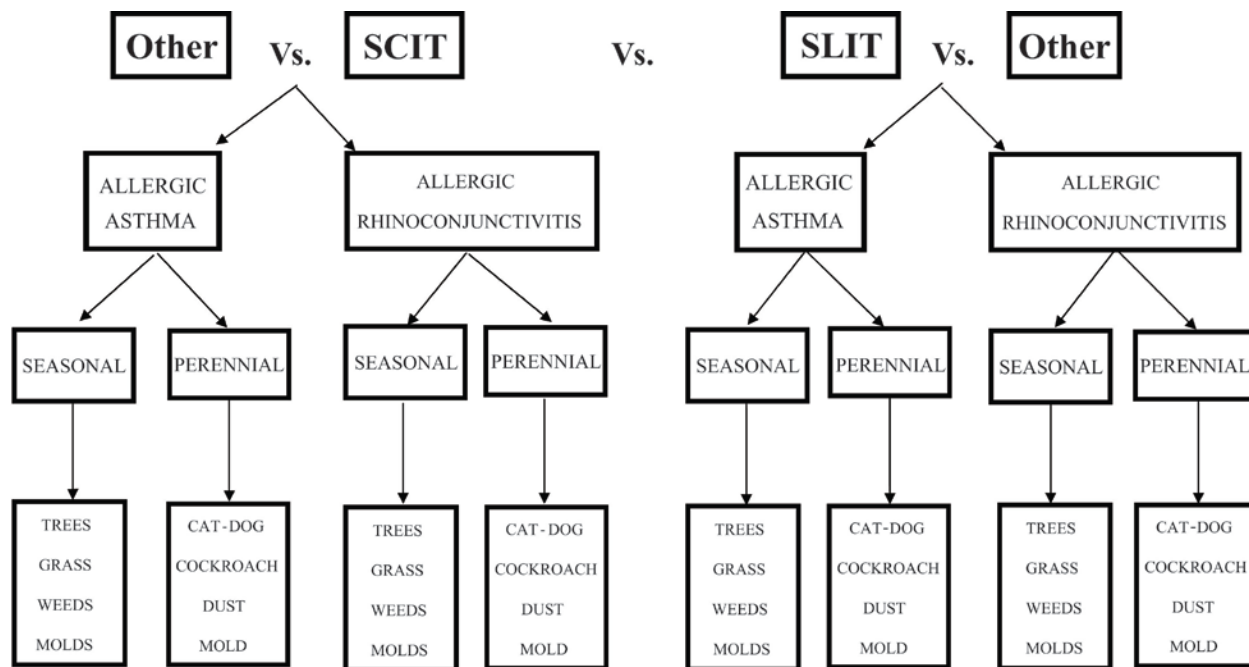 Other Vs. SCIT Vs. SLIT Vs. Other
ALLERGIC
ASTHMA
ALLERGIC
RHINOCONJUNCTIVITIS
ALLERGIC
ASTHMA
ALLERGIC
RHINOCONJUNCTIVITIS
SEASONAL
PERENNIAL
SEASONAL
PERENNIAL
SEASONAL
PERENNIAL
SEASONAL
PERENNIAL
TREES
GRASS
WEEDS
MOLDS
CAT-DOG
COCKROACH
DUST
MOLD
TREES
GRASS
WEEDS
MOLDS
CAT-DOG
COCKROACH
DUST
MOLD
TREES
GRASS
WEEDS
MOLDS
CAT-DOG
COCKROACH
DUST
MOLD
TREES
GRASS
WEEDS
MOLDS
CAT-DOG
COCKROACH
DUST
MOLD